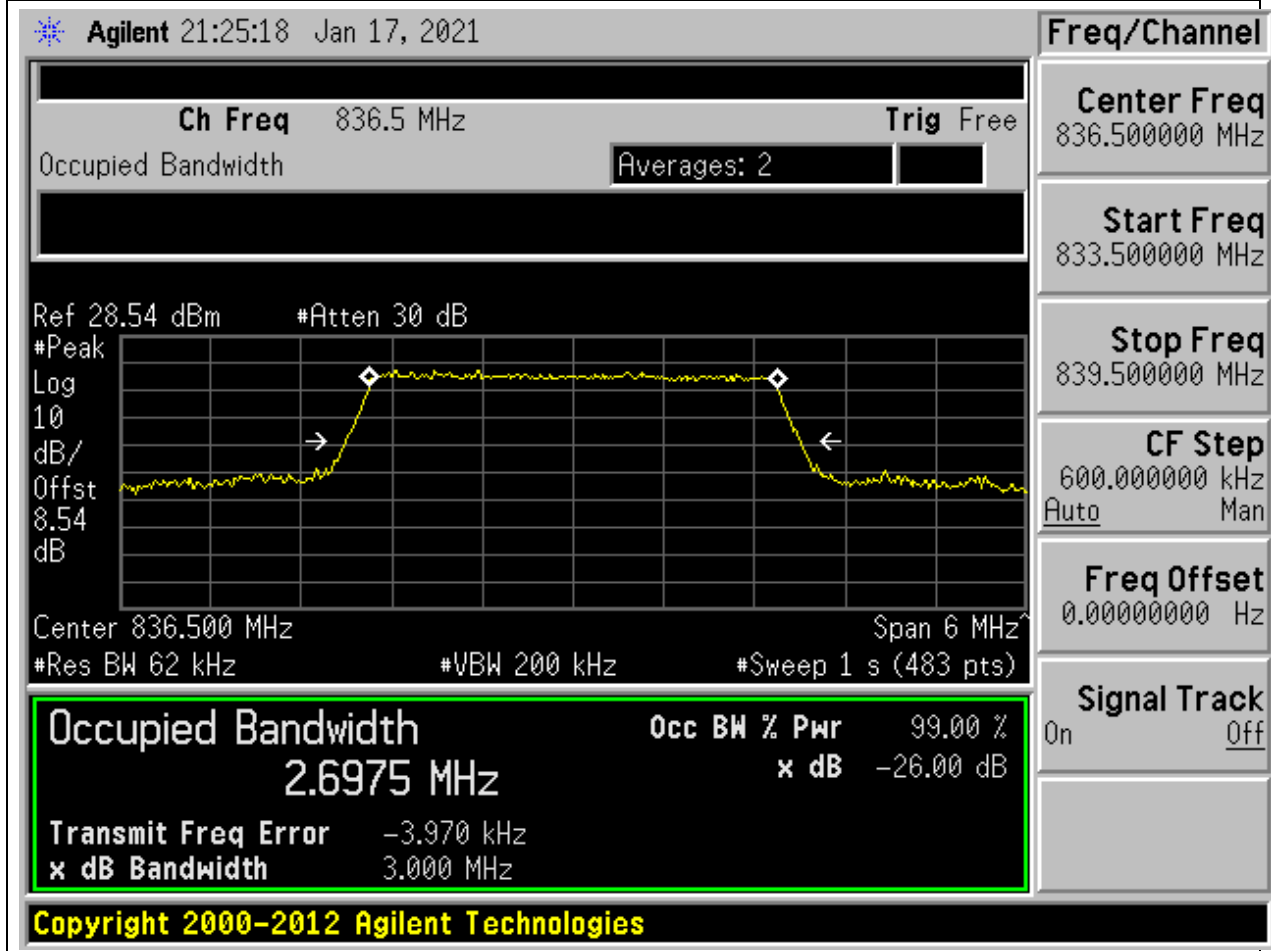 Agilent 21:25:18 Jan 17, 2021
Freq/Channel
Ch Freq 836.5 MHz Trig Free
Occupied Bandwidth Averages: 2
Center Freq
836.500000 MHz
Start Freq
833.500000 MHz
Stop Freq
839.500000 MHz
CF Step
600.000000 kHz
Auto Man
Freq Offset
0.00000000 Hz
Signal Track
On Off
Ref 28.54 dBm #Atten 30 dB
#Peak
Log
10
dB/
Offst
8.54
dB
Center 836.500 MHz Span 6 MHz^
#Res BW 62 kHz #VBW 200 kHz #Sweep 1 s (483 pts)
Occupied Bandwidth Occ BW % Pwr 99.00 %
2.6975 MHz x dB -26.00 dB
Transmit Freq Error -3.970 kHz
x dB Bandwidth 3.000 MHz
Copyright 2000-2012 Agilent Technologies